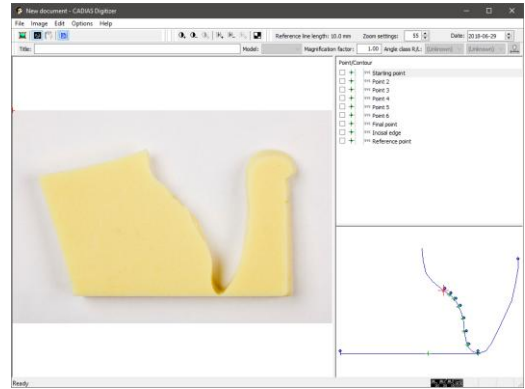 New document - CADIAS Digitizer
File Image Edit Options Help
Reference line length: 10.0 mm Zoom settings: 55 Date: 2018-06-29
Title: Model: Magnification factor: 1.00 Angle class R/L: (Unknown) (Unknown)
Point/Contour
Starting point
Point 2
Point 3
Point 4
Point 5
Point 6
Final point
Incisal edge
Reference point
Ready